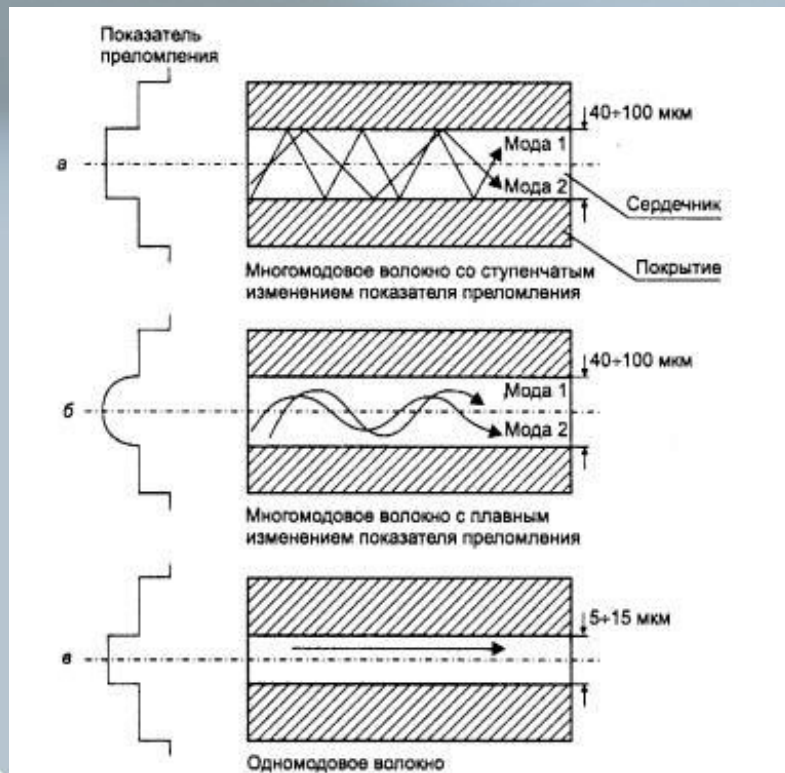 Показатель
преломления
а
40÷100 мкм
Мода 1
Мода 2
Сердечник
Покрытие
Многомодовое волокно со ступенчатым
изменением показателя преломления
б
40÷100 мкм
Мода 1
Мода 2
Многомодовое волокно с плавным
изменением показателя преломления
в
5÷15 мкм
Одномодовое волокно